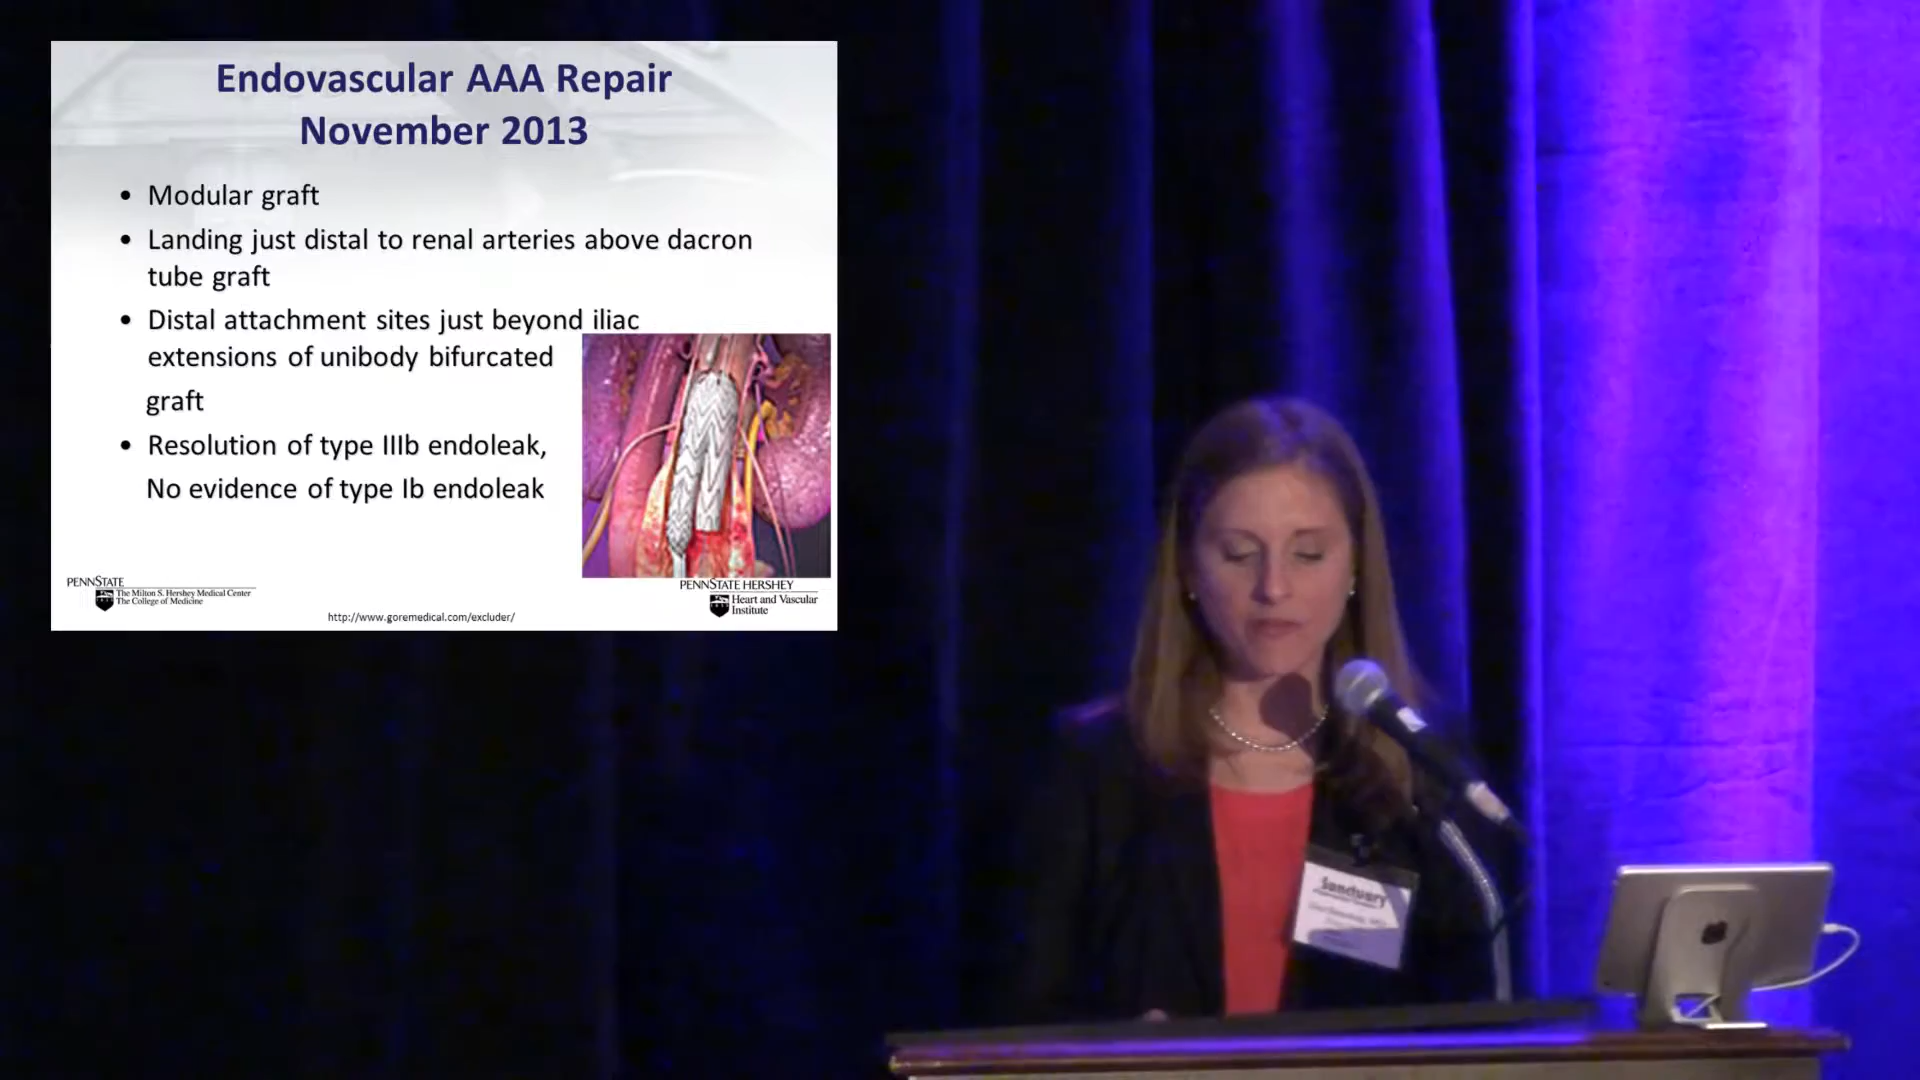 Endovascular AAA Repair
November 2013
• Modular graft
• Landing just distal to renal arteries above dacron
tube graft
• Distal attachment sites just beyond iliac
extensions of unibody bifurcated
graft
• Resolution of type IIIb endoleak,
No evidence of type Ib endoleak
PENNSTATE
The Milton S. Hershey Medical Center
The College of Medicine
http://www.goremedical.com/excluder/
PENNSTATE HERSHEY
Heart and Vascular
Institute
Sanctuary